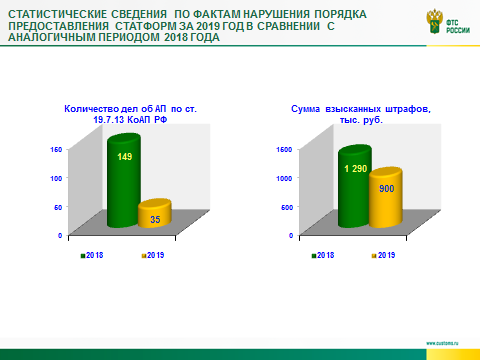 СТАТИСТИЧЕСКИЕ СВЕДЕНИЯ ПО ФАКТАМ НАРУШЕНИЯ ПОРЯДКА
ПРЕДОСТАВЛЕНИЯ СТАТФОРМ ЗА 2019 ГОД В СРАВНЕНИИ С
АНАЛОГИЧНЫМ ПЕРИОДОМ 2018 ГОДА
ФТС
РОССИИ
Количество дел об АП по ст.
19.7.13 КоАП РФ
150
100
50
0
149
35
2018 2019
Сумма взысканных штрафов,
тыс. руб.
1500
1000
500
0
1 290
900
2018 2019
www.customs.ru